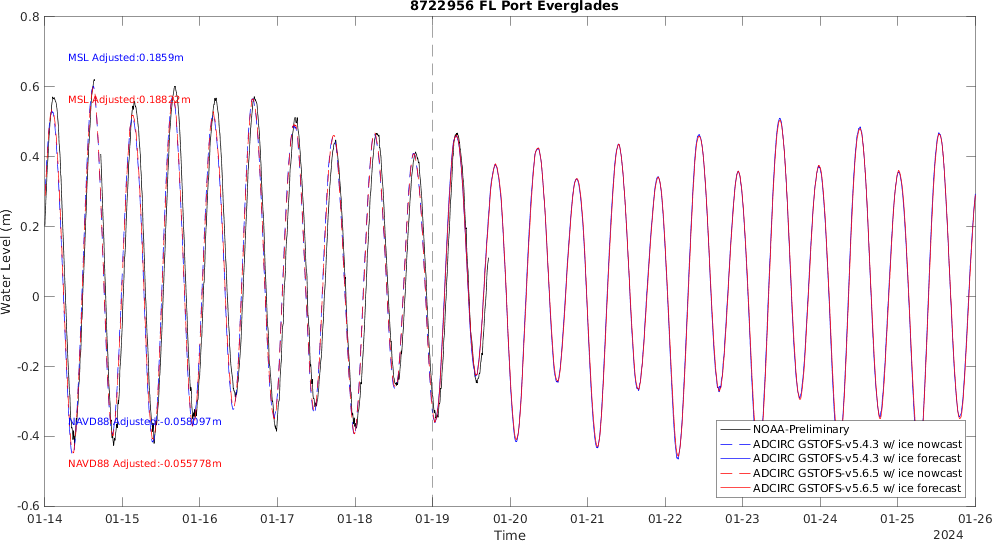 8722956 FL Port Everglades
0.8
0.6
0.4
0.2
0
-0.2
-0.4
-0.6
Water Level (m)
MSL Adjusted:0.1859m
MSL Adjusted:0.18822m
NAVD88 Adjusted:-0.058097m
NAVD88 Adjusted:-0.055778m
NOAA-Preliminary
ADCIRC GSTOFS-v5.4.3 w/ ice nowcast
ADCIRC GSTOFS-v5.4.3 w/ ice forecast
ADCIRC GSTOFS-v5.6.5 w/ ice nowcast
ADCIRC GSTOFS-v5.6.5 w/ ice forecast
01-14 01-15 01-16 01-17 01-18 01-19 01-20 01-21 01-22 01-23 01-24 01-25 01-26
Time
2024